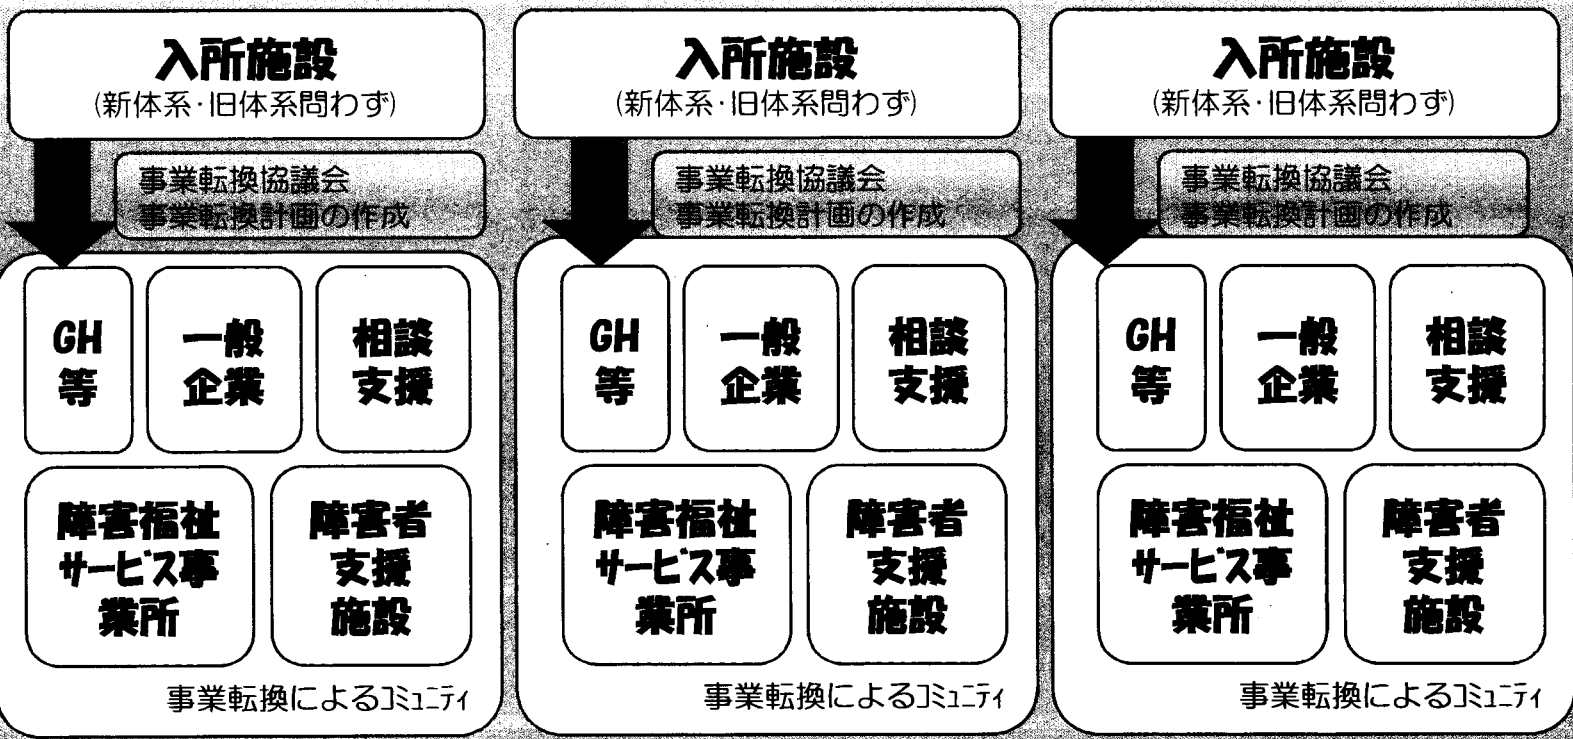 入所施設
(新体系・旧体系問わず)
事業転換協議会
事業転換計画の作成
GH
等
一般
企業
相談
支援
障害福祉
サービス事
業所
障害者
支援
施設
事業転換によるコミュニティ
入所施設
(新体系・旧体系問わず)
事業転換協議会
事業転換計画の作成
GH
等
一般
企業
相談
支援
障害福祉
サービス事
業所
障害者
支援
施設
事業転換によるコミュニティ
入所施設
(新体系・旧体系問わず)
事業転換協議会
事業転換計画の作成
GH
等
一般
企業
相談
支援
障害福祉
サービス事
業所
障害者
支援
施設
事業転換によるコミュニティ